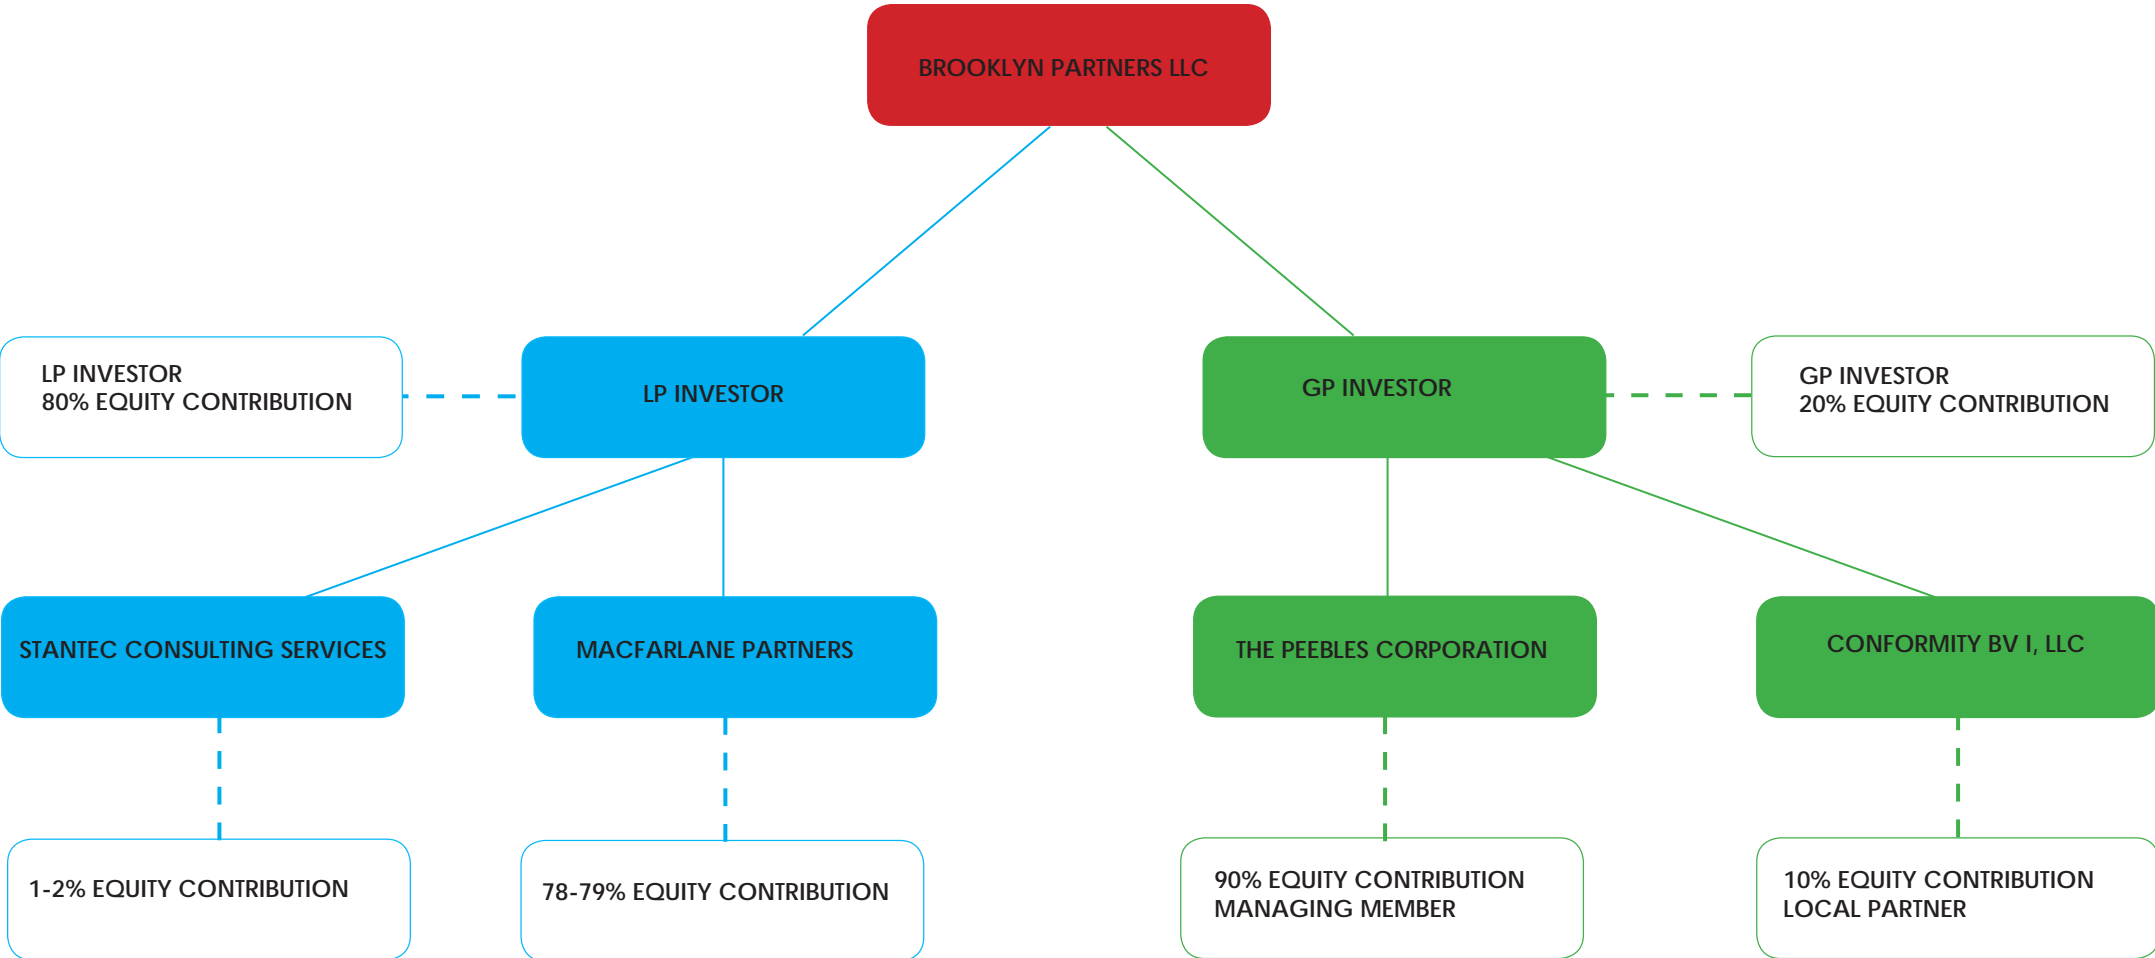 BROOKLYN PARTNERS LLC
LP INVESTOR
80% EQUITY CONTRIBUTION
LP INVESTOR
GP INVESTOR
GP INVESTOR
20% EQUITY CONTRIBUTION
STANTEC CONSULTING SERVICES
MACFARLANE PARTNERS
THE PEEBLES CORPORATION
CONFORMITY BV I, LLC
1-2% EQUITY CONTRIBUTION
78-79% EQUITY CONTRIBUTION
90% EQUITY CONTRIBUTION
MANAGING MEMBER
10% EQUITY CONTRIBUTION
LOCAL PARTNER